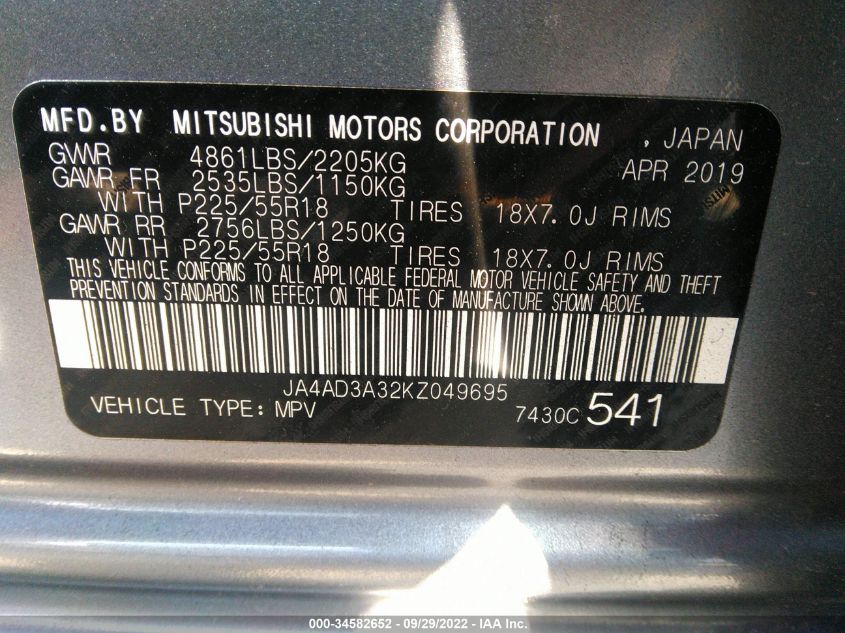 MFD.BY MITSUBISHI MOTORS CORPORATION , JAPAN
GVWR 4861LBS/2205KG APR 2019
GAWR FR 2535LBS/1150KG
WITH P225/55R18 TIRES 18X7.0J RIMS
GAWR RR 2756LBS/1250KG
WITH P225/55R18 TIRES 18X7.0J RIMS
THIS VEHICLE CONFORMS TO ALL APPLICABLE FEDERAL MOTOR VEHICLE SAFETY AND THEFT
PREVENTION STANDARDS IN EFFECT ON THE DATE OF MANUFACTURE SHOWN ABOVE.
JA4AD3A32KZ049695
VEHICLE TYPE: MPV 7430C 541
000-34582652 - 09/29/2022 - IAA Inc.